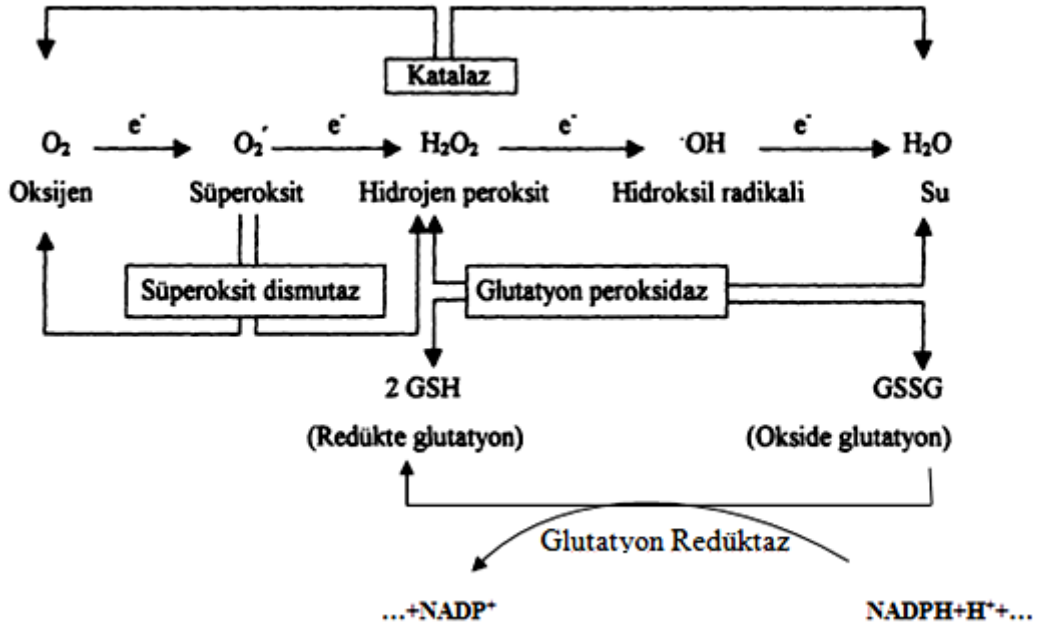 Katalaz
e⁻ e⁻ e⁻ e⁻
O₂ O₂˙ H₂O₂ ·OH H₂O
Oksijen Süperoksit Hidrojen peroksit Hidroksil radikali Su
Süperoksit dismutaz Glutatyon peroksidaz
2 GSH GSSG
(Redükte glutatyon) (Okside glutatyon)
Glutatyon Redüktaz
...+NADP⁺ NADPH+H⁺+...